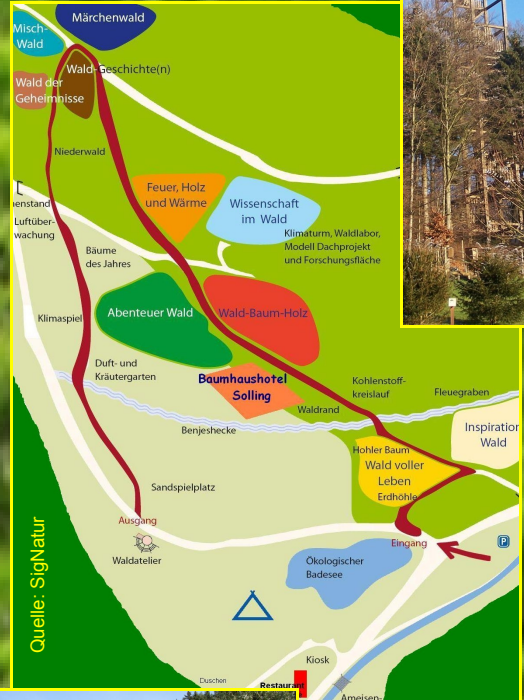 Märchenwald
Misch-
Wald
Wald-Geschichte(n)
Wald der
Geheimnisse
Niederwald
Feuer, Holz
und Wärme
Wissenschaft
im Wald
Luftüber-
wachung
Klimaturm, Waldlabor,
Modell Dachprojekt
und Forschungsfläche
Bäume
des Jahres
Abenteuer Wald
Wald-Baum-Holz
Klimaspiel
Duft- und
Kräutergarten
Baumhaushotel
Solling
Kohlenstoff-
kreislauf
Fleuegraben
Waldrand
Benjeshecke
Inspiration
Wald
Hohler Baum
Wald voller
Leben
Erdhöhle
Sandspielplatz
Ausgang
Eingang
P
Waldatelier
Ökologischer
Badesee
Quelle: SigNatur
Kiosk
Duschen
Restaurant
Ameisen-